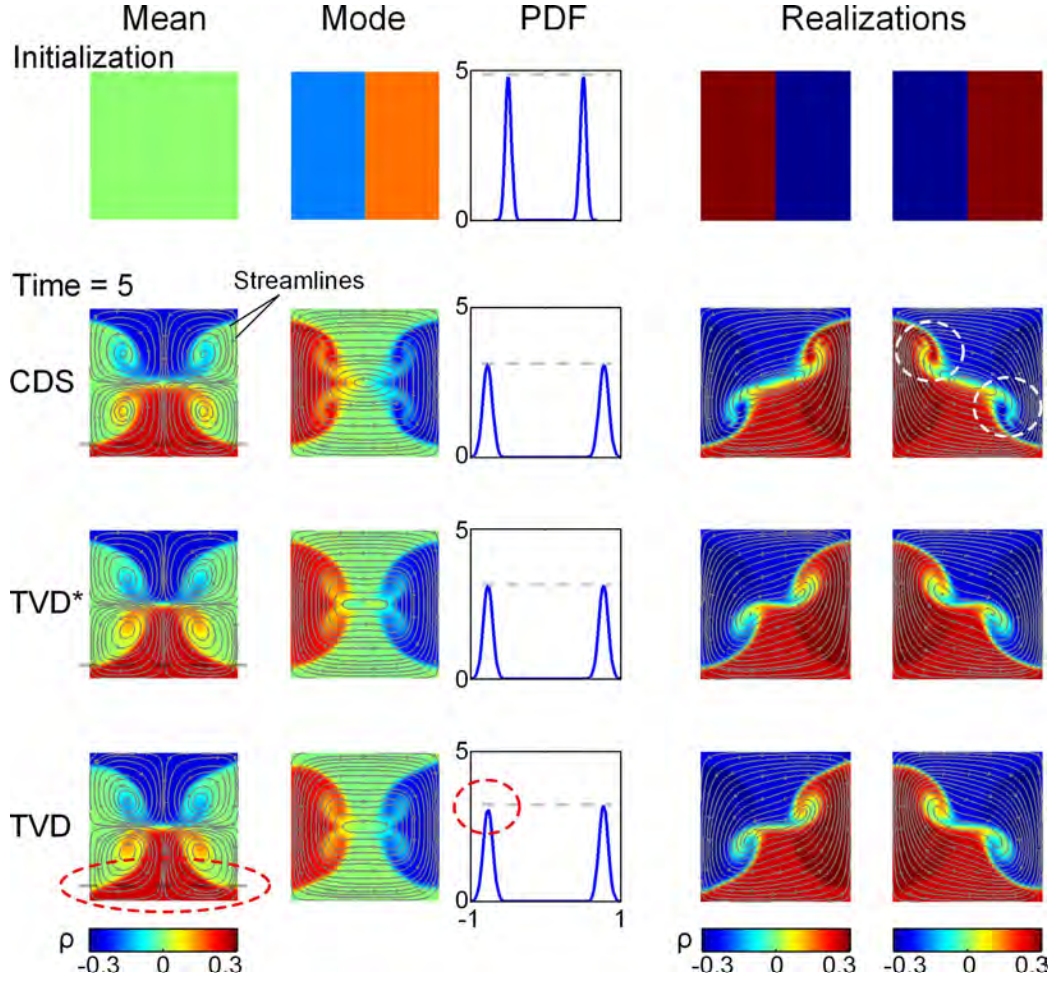 Mean Mode PDF Realizations
Initialization
5
0
Time = 5
Streamlines
5
CDS
0
5
TVD*
0
5
TVD
0
-1 1
ρ ρ
-0.3 0 0.3 -0.3 0 0.3 -0.3 0 0.3